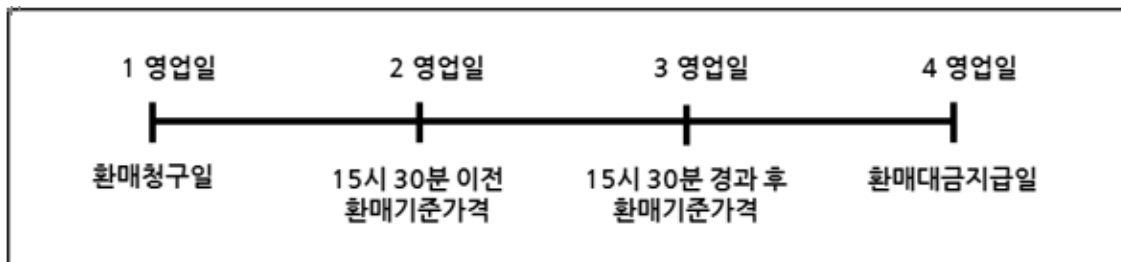 1 영업일 2 영업일 3 영업일 4 영업일
환매청구일 15시 30분 이전 15시 30분 경과 후 환매대금지급일
환매기준가격 환매기준가격